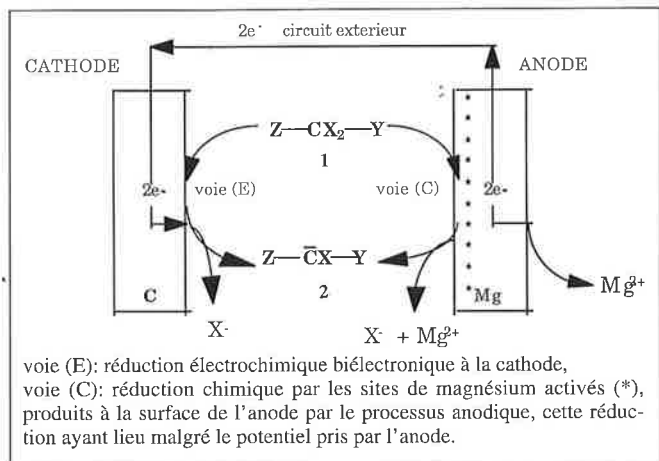 2e- circuit exterieur
CATHODE ANODE
Z—CX₂—Y
1
2e- voie (E) voie (C) 2e-
Z—C̄X—Y
2
C Mg Mg²⁺
X- X- + Mg²⁺
voie (E): réduction électrochimique biélectronique à la cathode,
voie (C): réduction chimique par les sites de magnésium activés (*),
produits à la surface de l'anode par le processus anodique, cette réduc-
tion ayant lieu malgré le potentiel pris par l'anode.